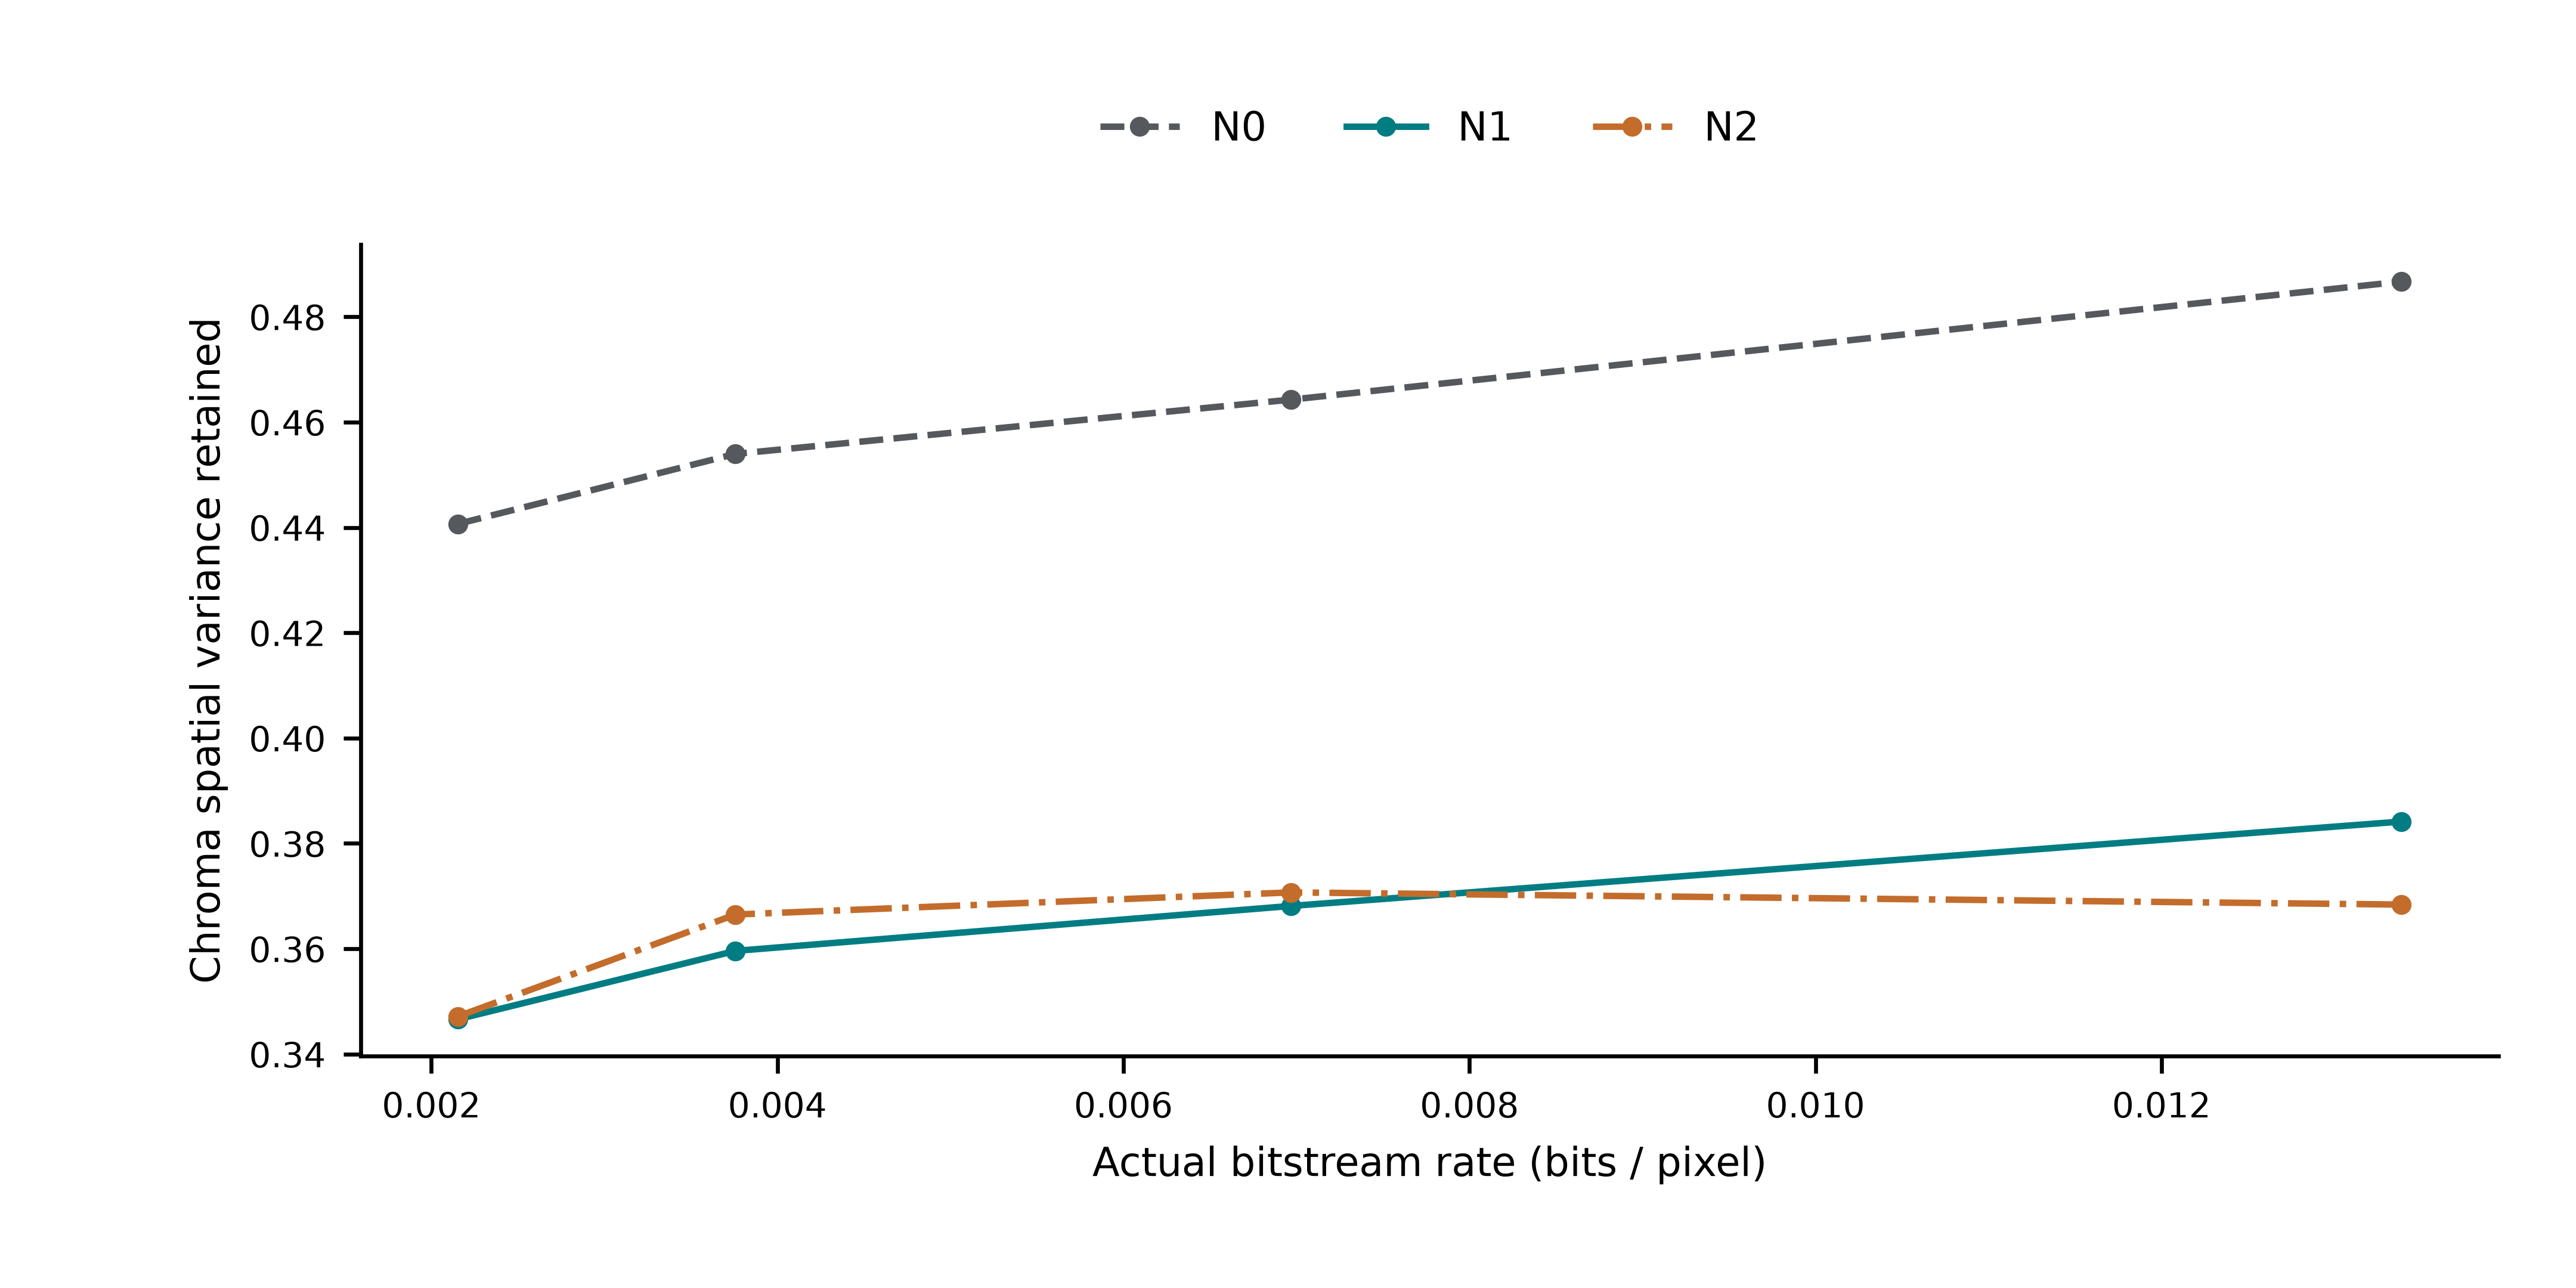 N0 N1 N2
Chroma spatial variance retained
0.48
0.46
0.44
0.42
0.40
0.38
0.36
0.34
0.002 0.004 0.006 0.008 0.010 0.012
Actual bitstream rate (bits / pixel)